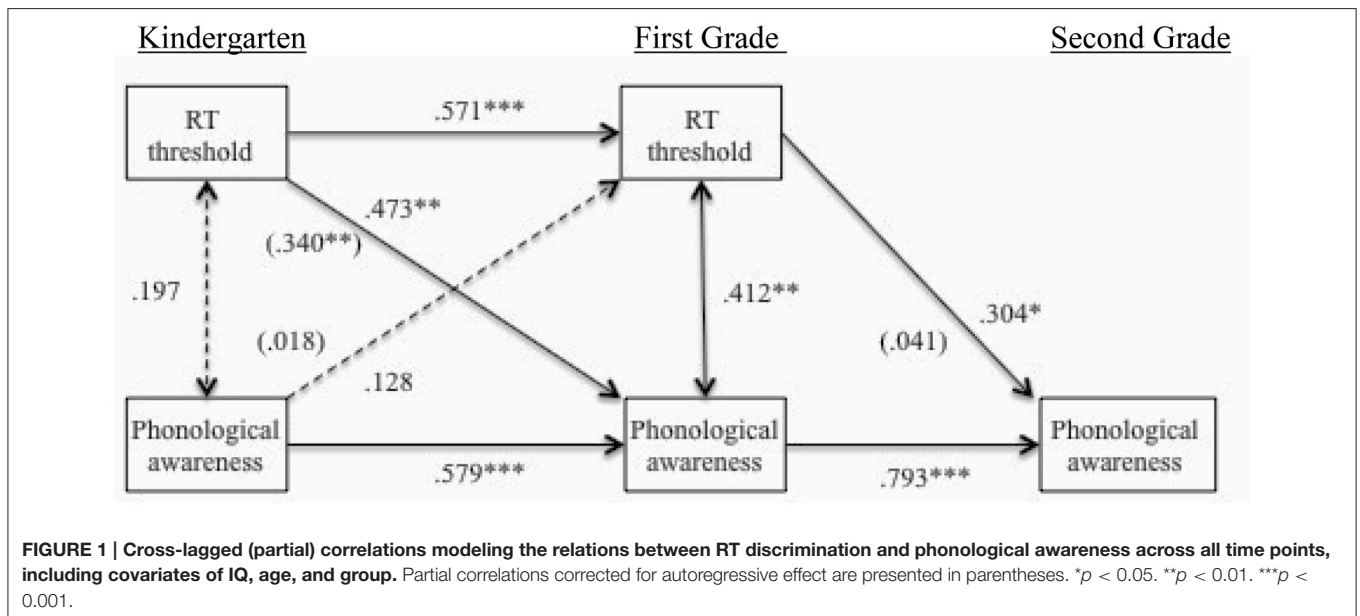 Kindergarten First Grade Second Grade
RT
threshold
.571***
RT
threshold
.473**
(.340**)
.197
.412**
.304*
(.018)
(.041)
.128
Phonological
awareness
.579***
Phonological
awareness
.793***
Phonological
awareness
FIGURE 1 | Cross-lagged (partial) correlations modeling the relations between RT discrimination and phonological awareness across all time points,
including covariates of IQ, age, and group. Partial correlations corrected for autoregressive effect are presented in parentheses. *p < 0.05. **p < 0.01. ***p <
0.001.